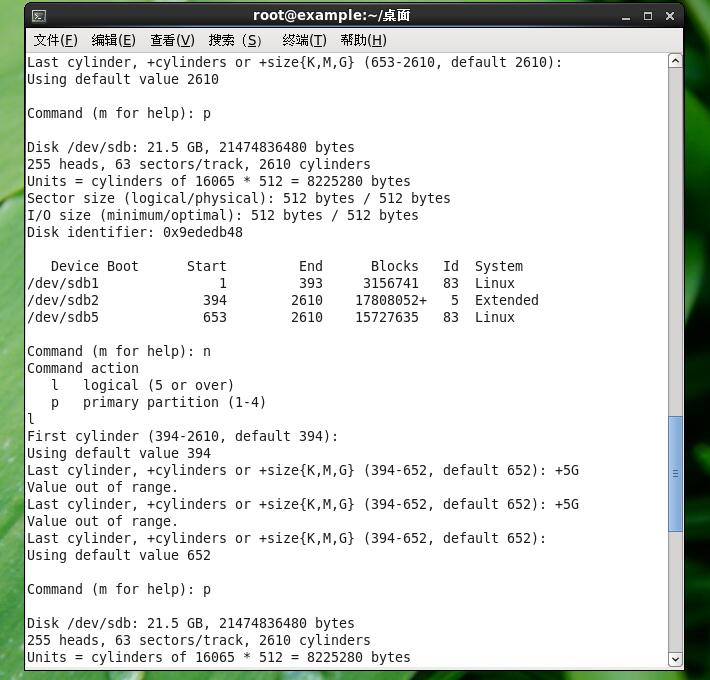 root@example:~/桌面
文件(F) 编辑(E) 查看(V) 搜索（S） 终端(T) 帮助(H)
Last cylinder, +cylinders or +size{K,M,G} (653-2610, default 2610):
Using default value 2610
Command (m for help): p
Disk /dev/sdb: 21.5 GB, 21474836480 bytes
255 heads, 63 sectors/track, 2610 cylinders
Units = cylinders of 16065 * 512 = 8225280 bytes
Sector size (logical/physical): 512 bytes / 512 bytes
I/O size (minimum/optimal): 512 bytes / 512 bytes
Disk identifier: 0x9ededb48
   Device Boot      Start         End      Blocks   Id  System
/dev/sdb1               1         393     3156741   83  Linux
/dev/sdb2             394        2610    17808052+   5  Extended
/dev/sdb5             653        2610    15727635   83  Linux
Command (m for help): n
Command action
   l   logical (5 or over)
   p   primary partition (1-4)
l
First cylinder (394-2610, default 394):
Using default value 394
Last cylinder, +cylinders or +size{K,M,G} (394-652, default 652): +5G
Value out of range.
Last cylinder, +cylinders or +size{K,M,G} (394-652, default 652): +5G
Value out of range.
Last cylinder, +cylinders or +size{K,M,G} (394-652, default 652):
Using default value 652
Command (m for help): p
Disk /dev/sdb: 21.5 GB, 21474836480 bytes
255 heads, 63 sectors/track, 2610 cylinders
Units = cylinders of 16065 * 512 = 8225280 bytes